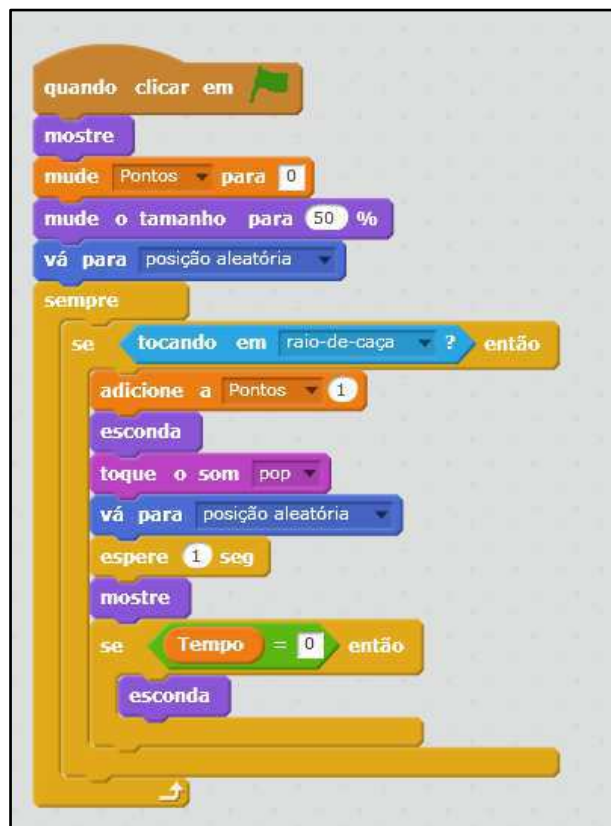 quando clicar em
mostre
mude Pontos para 0
mude o tamanho para 50 %
vá para posição aleatória
sempre
se tocando em raio-de-caça ? então
adicione a Pontos 1
esconda
toque o som pop
vá para posição aleatória
espere 1 seg
mostre
se Tempo = 0 então
esconda